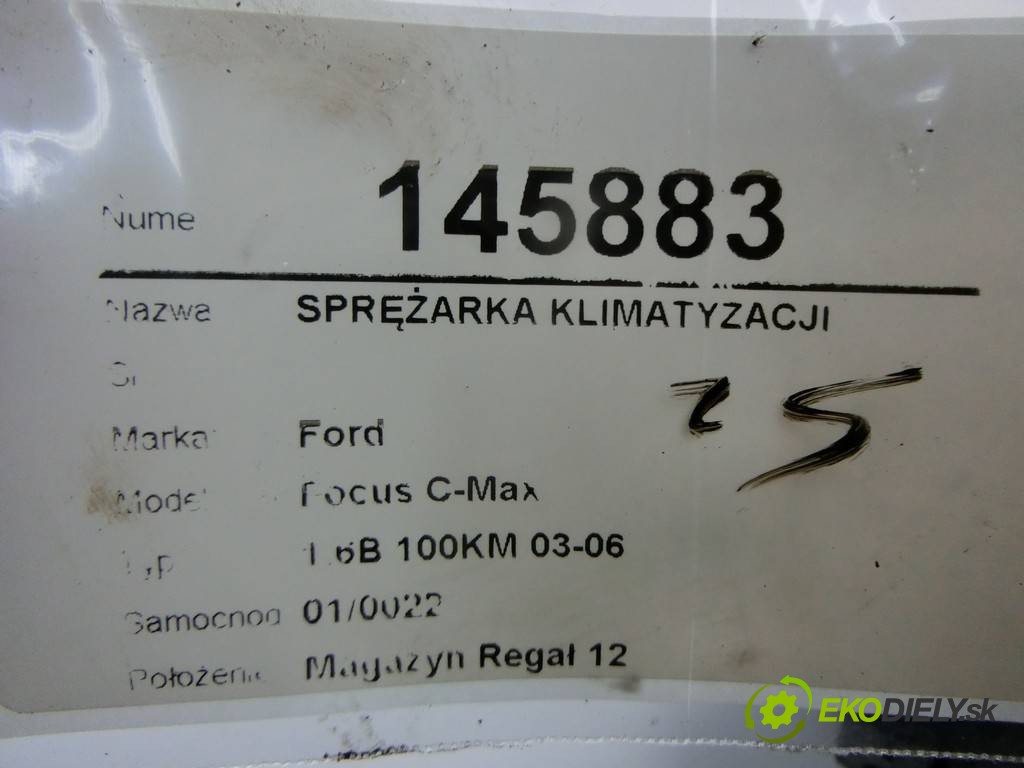 Nume 145883
Nazwa SPRĘŻARKA KLIMATYZACJI
Marka Ford
Model Focus C-Max
Typ 1.6B 100KM 03-06
Samochod 01/0022
Położenie Magazyn Regał 12
EKODIELY.sk